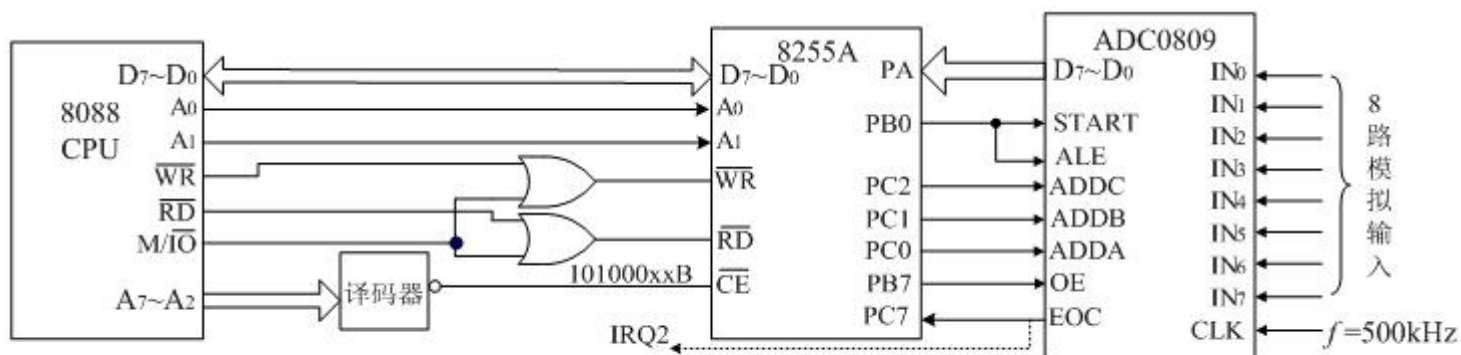 8088
CPU
D7~D0
A0
A1
WR
RD
M/IO
A7~A2
译码器
101000xxB
IRQ2
8255A
D7~D0
A0
A1
WR
RD
CE
PA
PB0
PC2
PC1
PC0
PB7
PC7
ADC0809
D7~D0
START
ALE
ADDC
ADDB
ADDA
OE
EOC
IN0
IN1
IN2
IN3
IN4
IN5
IN6
IN7
CLK
8路模拟输入
f=500kHz